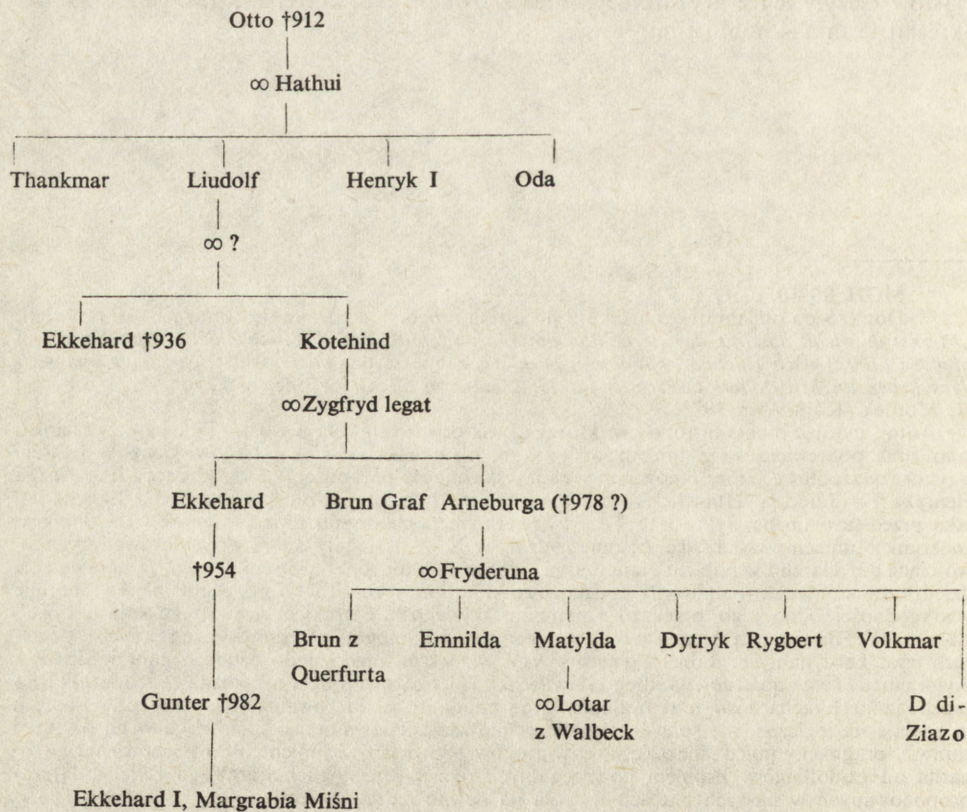 Otto †912
∞ Hathui
Thankmar Liudolf Henryk I Oda
∞ ?
Ekkehard †936 Kotehind
∞Zygfryd legat
Ekkehard Brun Graf Arneburga (†978 ?)
†954 ∞Fryderuna
Brun z Emnilda Matylda Dytryk Rygbert Volkmar
Querfurta
Gunter †982 ∞Lotar D di-
z Walbeck Ziazo
Ekkehard I, Margrabia Miśni